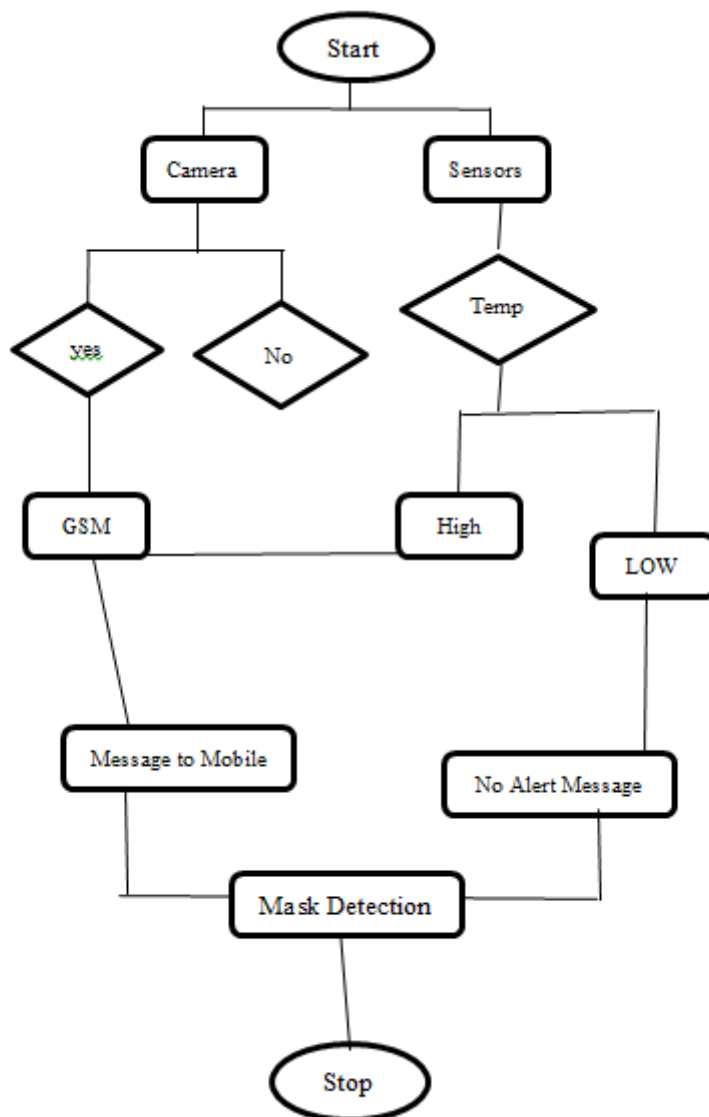 Start
Camera
Sensors
Temp
yes
No
GSM
High
LOW
Message to Mobile
No Alert Message
Mask Detection
Stop